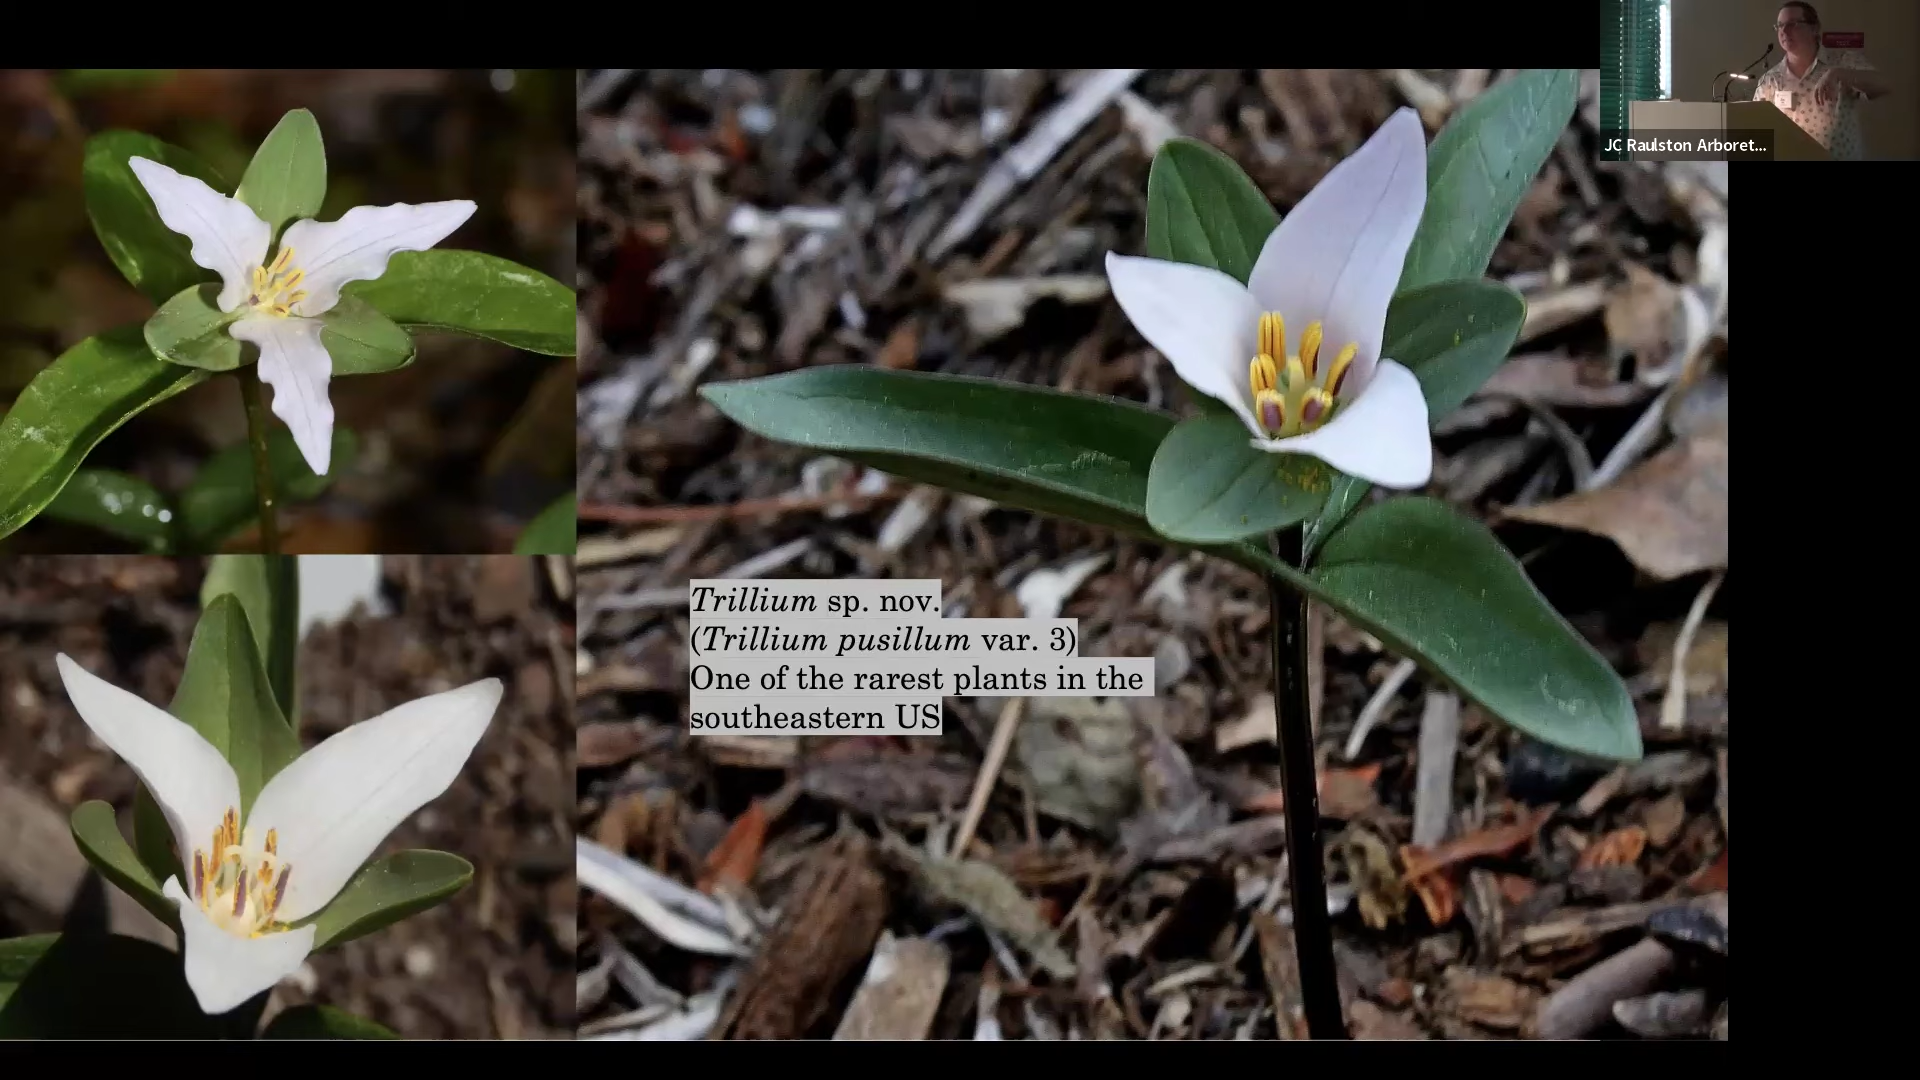 JC Raulston Arboret...
Trillium sp. nov.
(Trillium pusillum var. 3)
One of the rarest plants in the
southeastern US